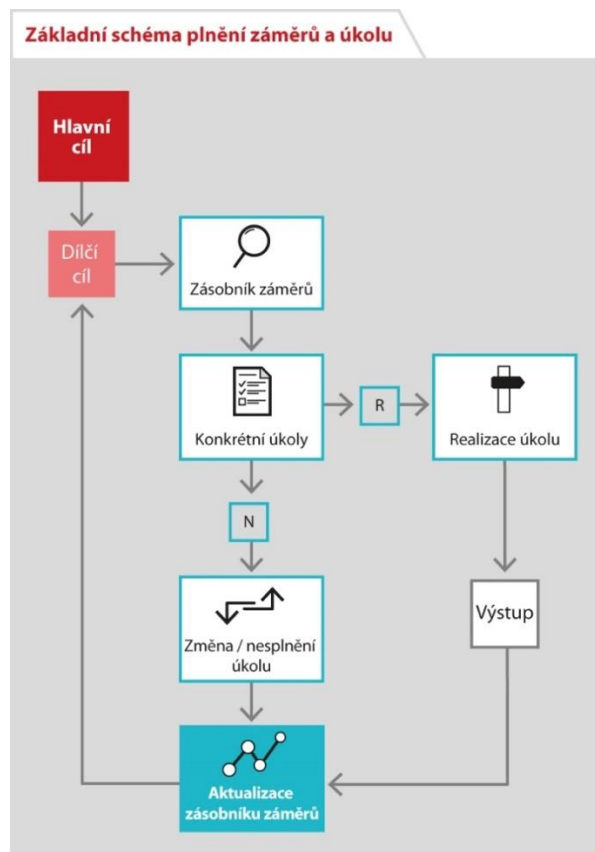 Základní schéma plnění záměrů a úkolu
Hlavní
cíl
Dílčí
cíl
Zásobník záměrů
Konkrétní úkoly
R
Realizace úkolu
N
Změna / nesplnění
úkolu
Výstup
Aktualizace
zásobníku záměrů